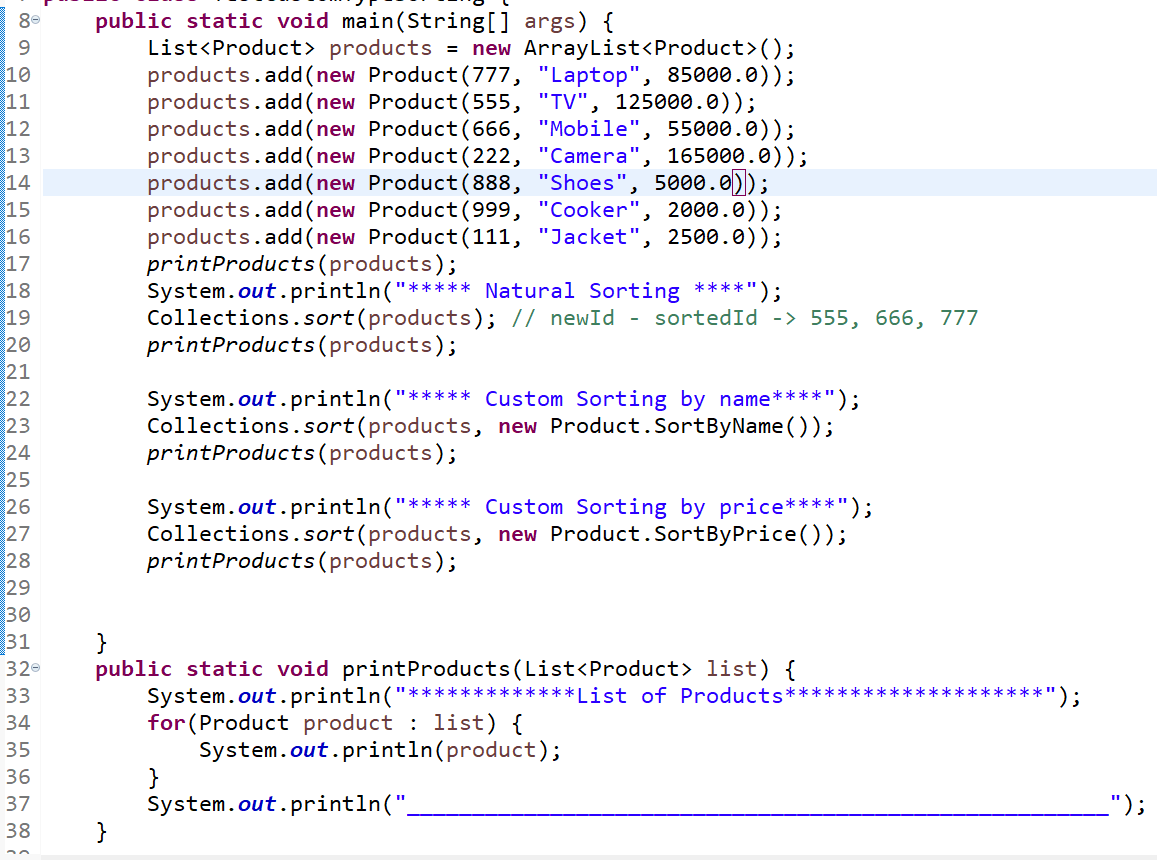 8 public static void main(String[] args) {
9 List<Product> products = new ArrayList<Product>();
10 products.add(new Product(777, "Laptop", 85000.0));
11 products.add(new Product(555, "TV", 125000.0));
12 products.add(new Product(666, "Mobile", 55000.0));
13 products.add(new Product(222, "Camera", 165000.0));
14 products.add(new Product(888, "Shoes", 5000.0));
15 products.add(new Product(999, "Cooker", 2000.0));
16 products.add(new Product(111, "Jacket", 2500.0));
17 printProducts(products);
18 System.out.println("***** Natural Sorting ****");
19 Collections.sort(products); // newId - sortedId -> 555, 666, 777
20 printProducts(products);
21
22 System.out.println("***** Custom Sorting by name****");
23 Collections.sort(products, new Product.SortByName());
24 printProducts(products);
25
26 System.out.println("***** Custom Sorting by price****");
27 Collections.sort(products, new Product.SortByPrice());
28 printProducts(products);
29
30
31 }
32 public static void printProducts(List<Product> list) {
33 System.out.println("*************List of Products********************");
34 for(Product product : list) {
35 System.out.println(product);
36 }
37 System.out.println("______________________________________________________");
38 }